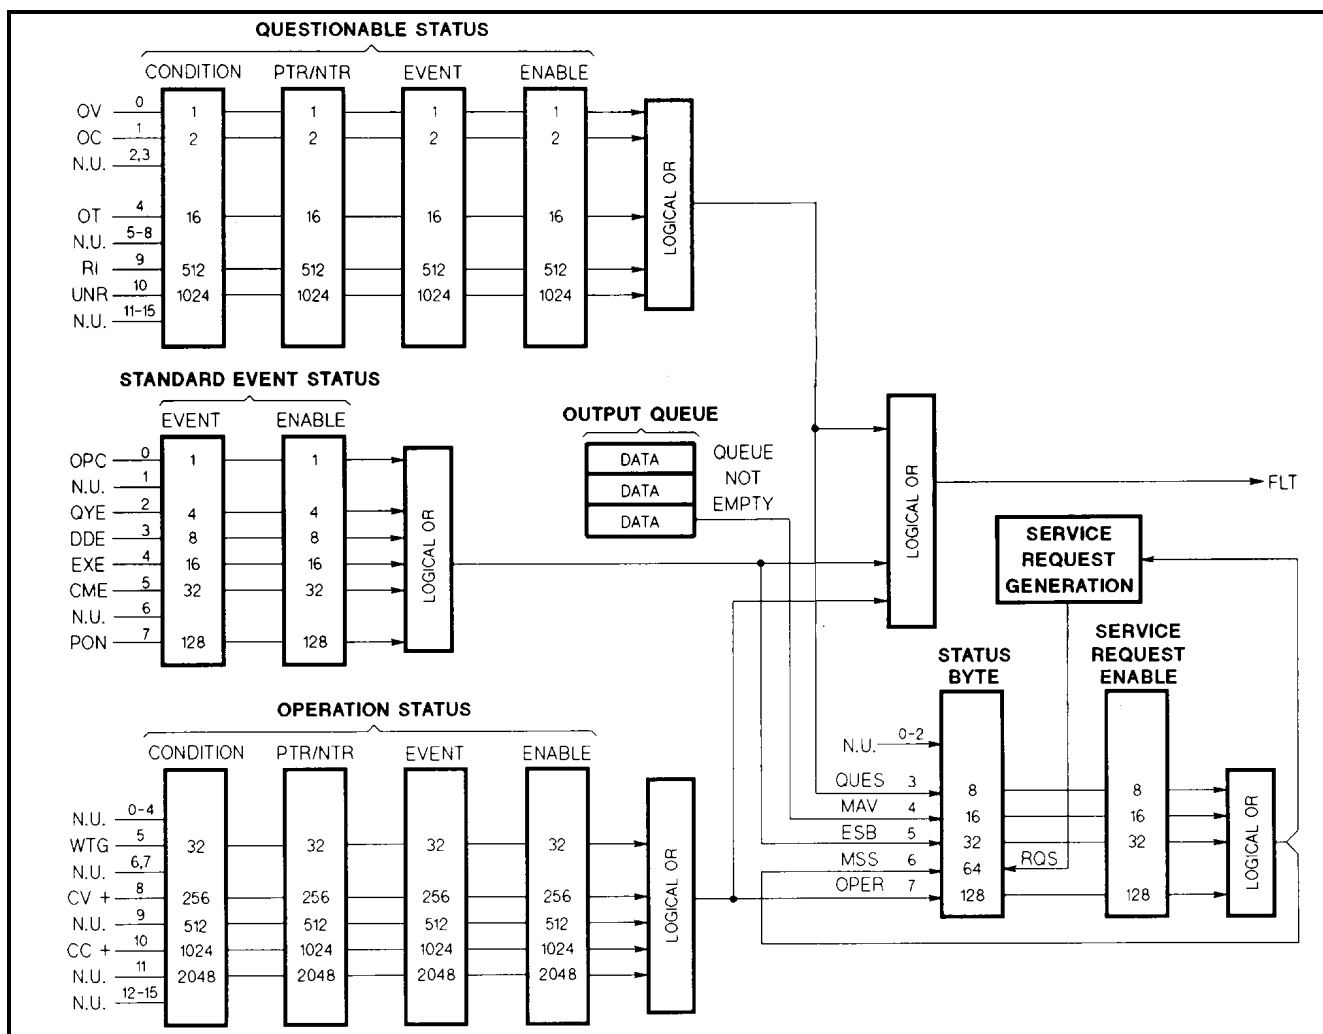 QUESTIONABLE STATUS
CONDITION PTR/NTR EVENT ENABLE
OV 0 1 1 1 1
OC 1 2 2 2 2
N.U. 2,3
OT 4 16 16 16 16
N.U. 5-8
RI 9 512 512 512 512
UNR 10 1024 1024 1024 1024
N.U. 11-15
LOGICAL OR
STANDARD EVENT STATUS
EVENT ENABLE
OPC 0 1 1
N.U. 1
QYE 2 4 4
DDE 3 8 8
EXE 4 16 16
CME 5 32 32
N.U. 6
PON 7 128 128
LOGICAL OR
OUTPUT QUEUE
DATA
DATA
DATA
QUEUE
NOT
EMPTY
LOGICAL OR
FLT
SERVICE
REQUEST
GENERATION
STATUS
BYTE
SERVICE
REQUEST
ENABLE
N.U. 0-2
QUES 3 8 8
MAV 4 16 16
ESB 5 32 32
MSS 6 64 RQS
OPER 7 128 128
LOGICAL OR
OPERATION STATUS
CONDITION PTR/NTR EVENT ENABLE
N.U. 0-4
WTG 5 32 32 32 32
N.U. 6,7
CV + 8 256 256 256 256
N.U. 9 512 512 512 512
CC + 10 1024 1024 1024 1024
N.U. 11 2048 2048 2048 2048
N.U. 12-15
LOGICAL OR